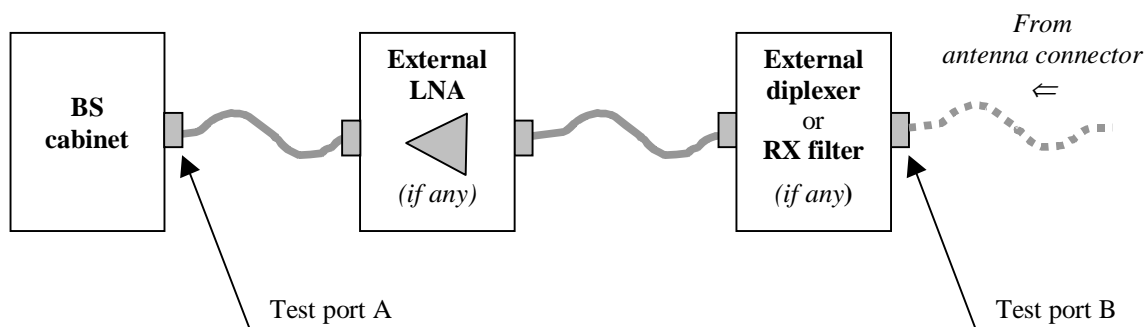 BS
cabinet
External
LNA
(if any)
External
diplexer
or
RX filter
(if any)
From
antenna connector
⇐
Test port A
Test port B